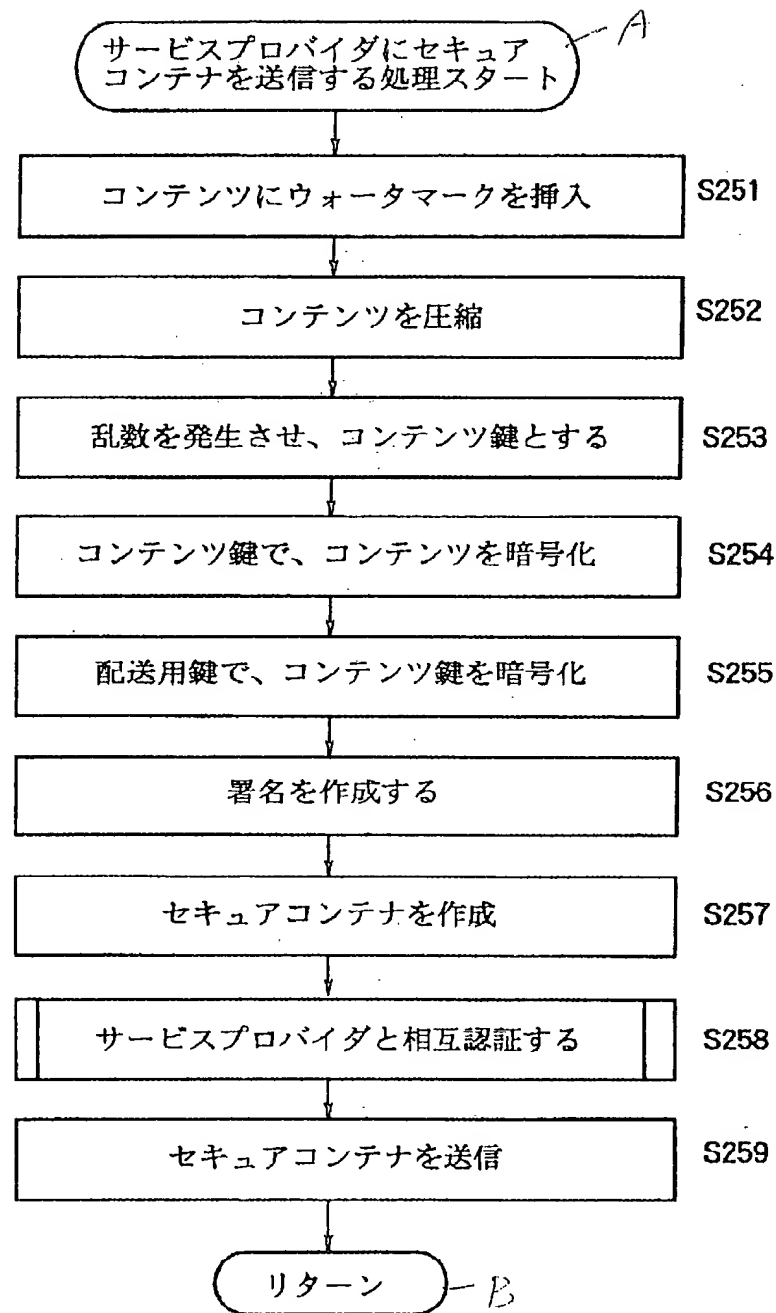 サービスプロバイダにセキュア
コンテナを送信する処理スタート
A
コンテンツにウォータマークを挿入
S251
コンテンツを圧縮
S252
乱数を発生させ、コンテンツ鍵とする
S253
コンテンツ鍵で、コンテンツを暗号化
S254
配送用鍵で、コンテンツ鍵を暗号化
S255
署名を作成する
S256
セキュアコンテナを作成
S257
サービスプロバイダと相互認証する
S258
セキュアコンテナを送信
S259
リターン
B